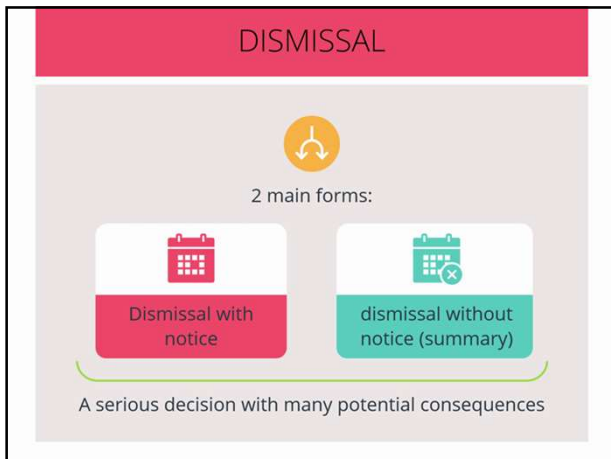 DISMISSAL
2 main forms:
Dismissal with
notice
dismissal without
notice (summary)
A serious decision with many potential consequences